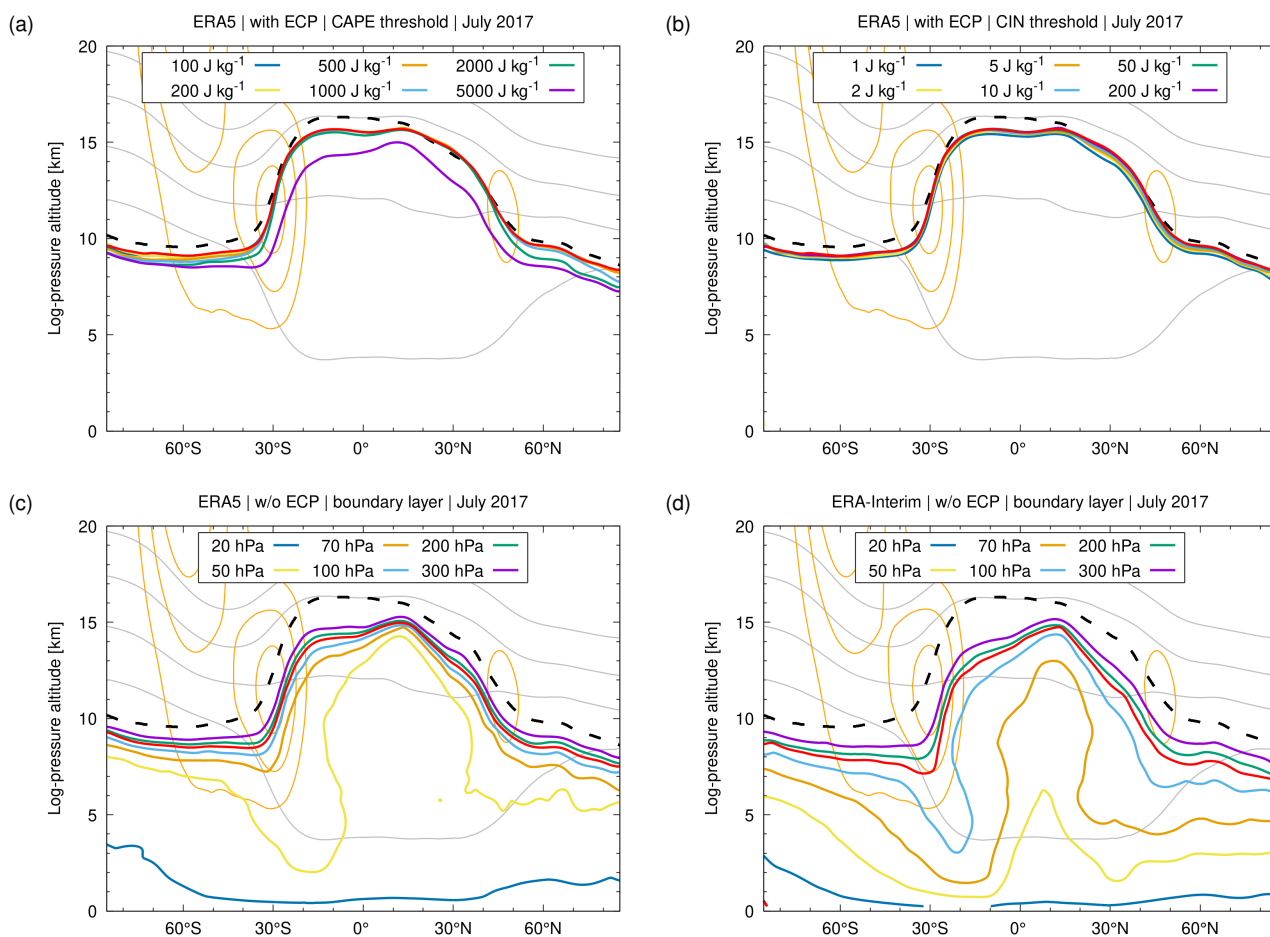 (a) ERA5 | with ECP | CAPE threshold | July 2017
20
100 J kg⁻¹ 500 J kg⁻¹ 2000 J kg⁻¹
200 J kg⁻¹ 1000 J kg⁻¹ 5000 J kg⁻¹
15
10
5
0
Log-pressure altitude [km]
60°S 30°S 0° 30°N 60°N
(b) ERA5 | with ECP | CIN threshold | July 2017
20
1 J kg⁻¹ 5 J kg⁻¹ 50 J kg⁻¹
2 J kg⁻¹ 10 J kg⁻¹ 200 J kg⁻¹
15
10
5
0
Log-pressure altitude [km]
60°S 30°S 0° 30°N 60°N
(c) ERA5 | w/o ECP | boundary layer | July 2017
20
20 hPa 70 hPa 200 hPa
50 hPa 100 hPa 300 hPa
15
10
5
0
Log-pressure altitude [km]
60°S 30°S 0° 30°N 60°N
(d) ERA-Interim | w/o ECP | boundary layer | July 2017
20
20 hPa 70 hPa 200 hPa
50 hPa 100 hPa 300 hPa
15
10
5
0
Log-pressure altitude [km]
60°S 30°S 0° 30°N 60°N